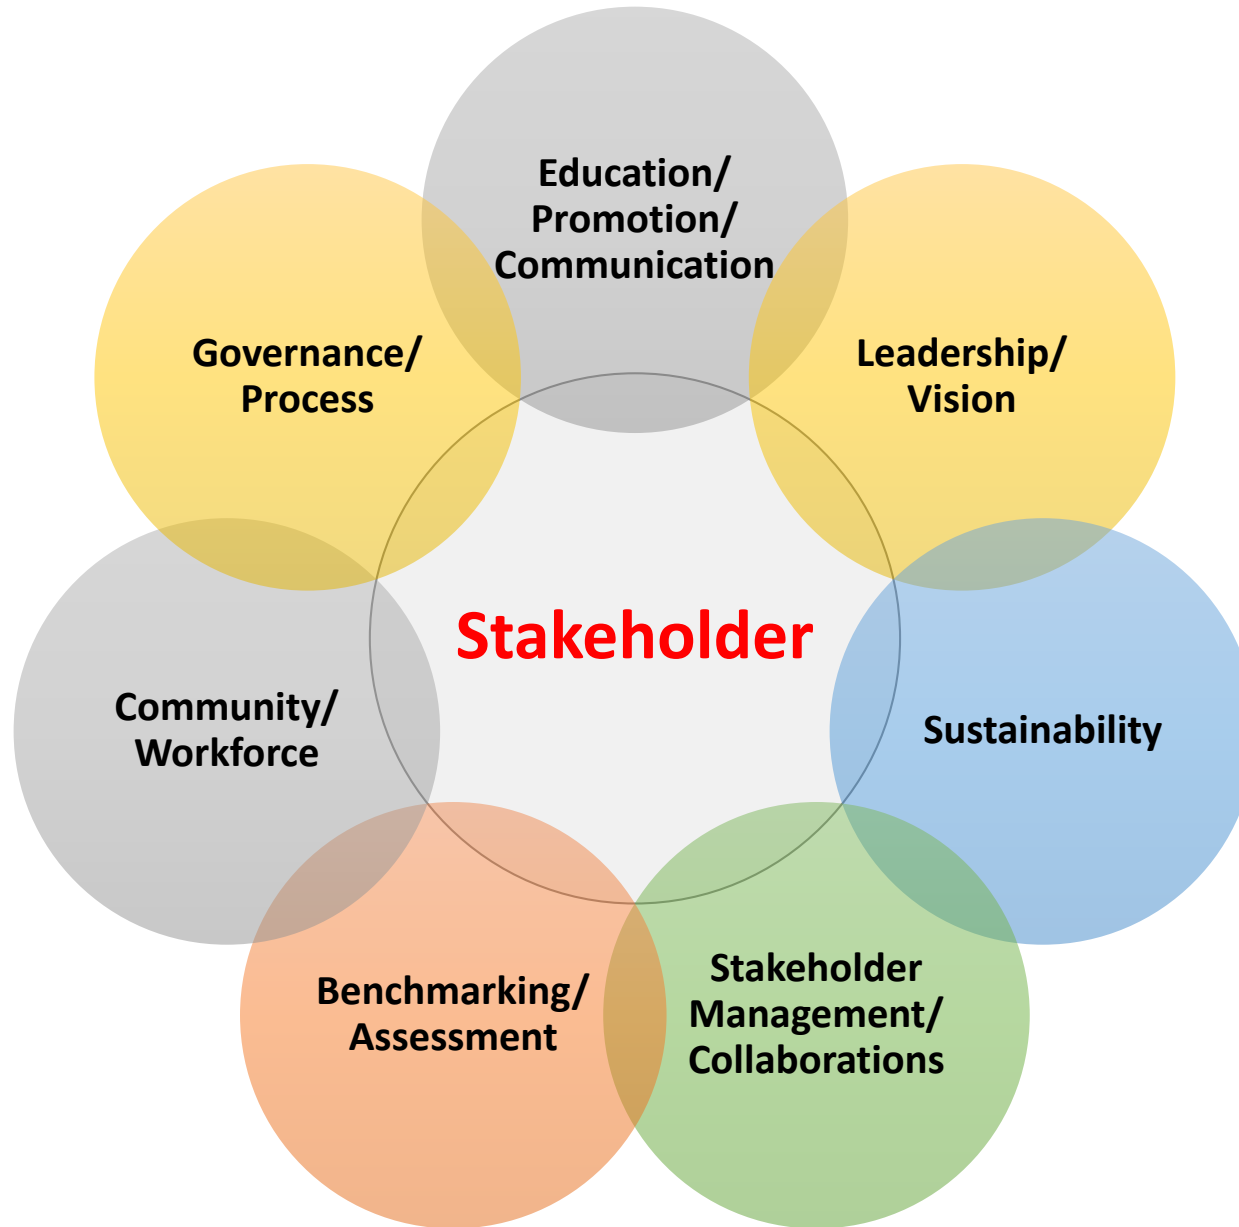 Education/
Promotion/
Communication
Governance/
Process
Leadership/
Vision
Stakeholder
Community/
Workforce
Sustainability
Benchmarking/
Assessment
Stakeholder
Management/
Collaborations